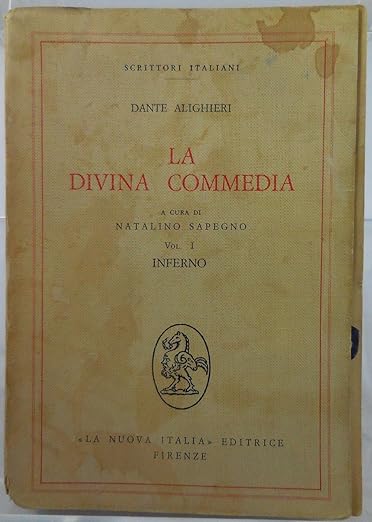 SCRITTORI ITALIANI
DANTE ALIGHIERI
LA
DIVINA COMMEDIA
A CURA DI
NATALINO SAPEGNO
VOL. I
INFERNO
«LA NUOVA ITALIA» EDITRICE
FIRENZE